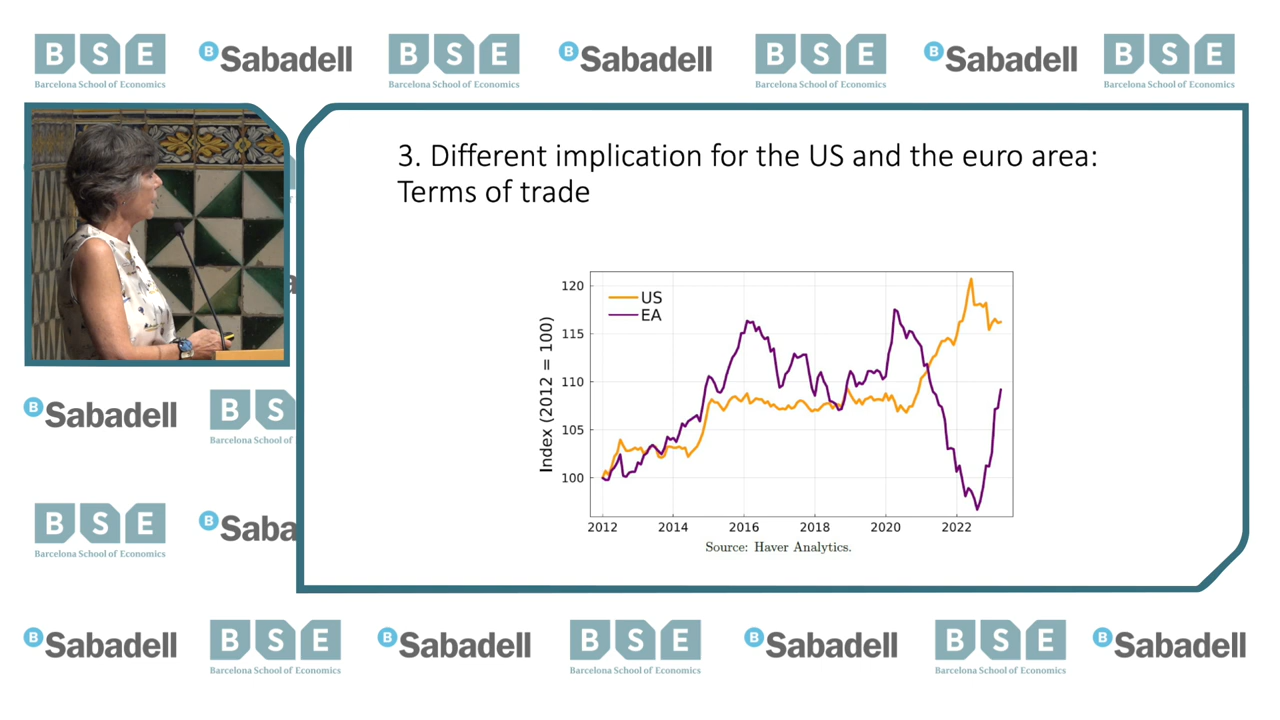 BSE
Barcelona School of Economics
B Sabadell
BSE
Barcelona School of Economics
B Sabadell
BSE
Barcelona School of Economics
B Sabadell
BSE
Barcelona School of Economics
3. Different implication for the US and the euro area:
Terms of trade
Index (2012 = 100)
120
115
110
105
100
US
EA
2012 2014 2016 2018 2020 2022
Source: Haver Analytics.
B Sabadell
BS
Barcelona School of
BSE
Barcelona School of Economics
B Saba
B Sabadell
BSE
Barcelona School of Economics
B Sabadell
BSE
Barcelona School of Economics
B Sabadell
BSE
Barcelona School of Economics
B Sabadell